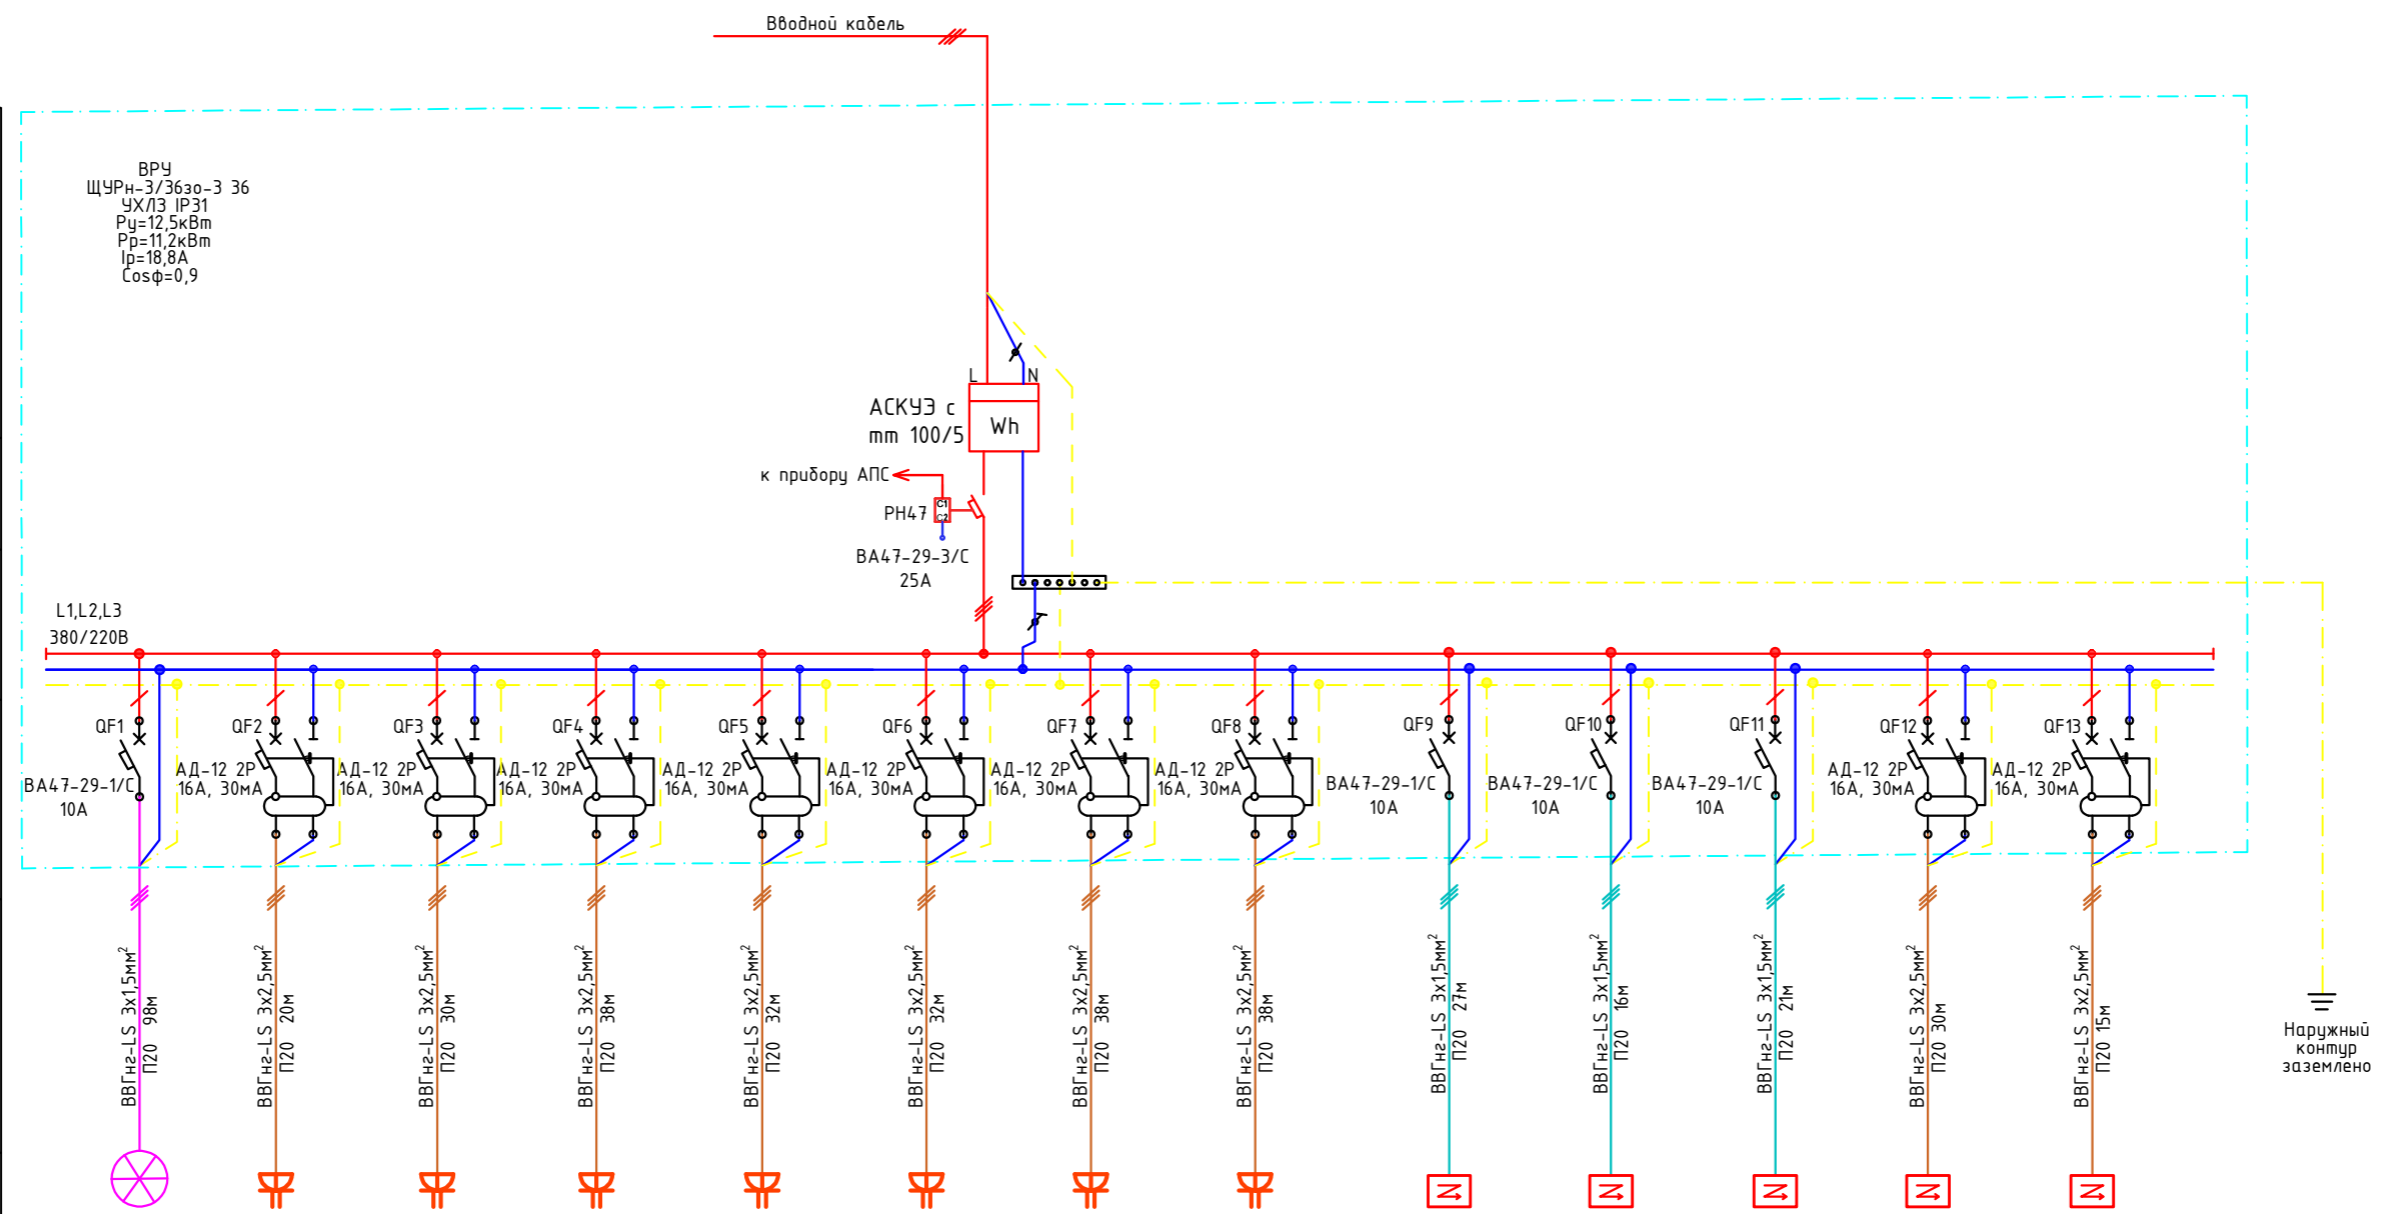 Вводной кабель
ВРУ
ЩУРн-3/36зо-3 36
УХЛ3 IP31
Ру=12,5кВт
Рр=11,2кВт
Iр=18,8А
Cosφ=0,9
L N
АСКУЭ с
тт 100/5
Wh
к прибору АПС
РН47
C1
C2
ВА47-29-3/С
25А
L1,L2,L3
380/220В
QF1
ВА47-29-1/С
10А
QF2
АД-12 2Р
16А, 30мА
QF3
АД-12 2Р
16А, 30мА
QF4
АД-12 2Р
16А, 30мА
QF5
АД-12 2Р
16А, 30мА
QF6
АД-12 2Р
16А, 30мА
QF7
АД-12 2Р
16А, 30мА
QF8
АД-12 2Р
16А, 30мА
QF9
ВА47-29-1/С
10А
QF10
ВА47-29-1/С
10А
QF11
ВА47-29-1/С
10А
QF12
АД-12 2Р
16А, 30мА
QF13
АД-12 2Р
16А, 30мА
ВВГнг-LS 3х1,5мм²
П20 98м
ВВГнг-LS 3х2,5мм²
П20 20м
ВВГнг-LS 3х2,5мм²
П20 30м
ВВГнг-LS 3х2,5мм²
П20 38м
ВВГнг-LS 3х2,5мм²
П20 32м
ВВГнг-LS 3х2,5мм²
П20 32м
ВВГнг-LS 3х2,5мм²
П20 38м
ВВГнг-LS 3х2,5мм²
П20 38м
ВВГнг-LS 3х1,5мм²
П20 27м
ВВГнг-LS 3х1,5мм²
П20 16м
ВВГнг-LS 3х1,5мм²
П20 21м
ВВГнг-LS 3х2,5мм²
П20 30м
ВВГнг-LS 3х2,5мм²
П20 15м
Наружный
контур
заземлено